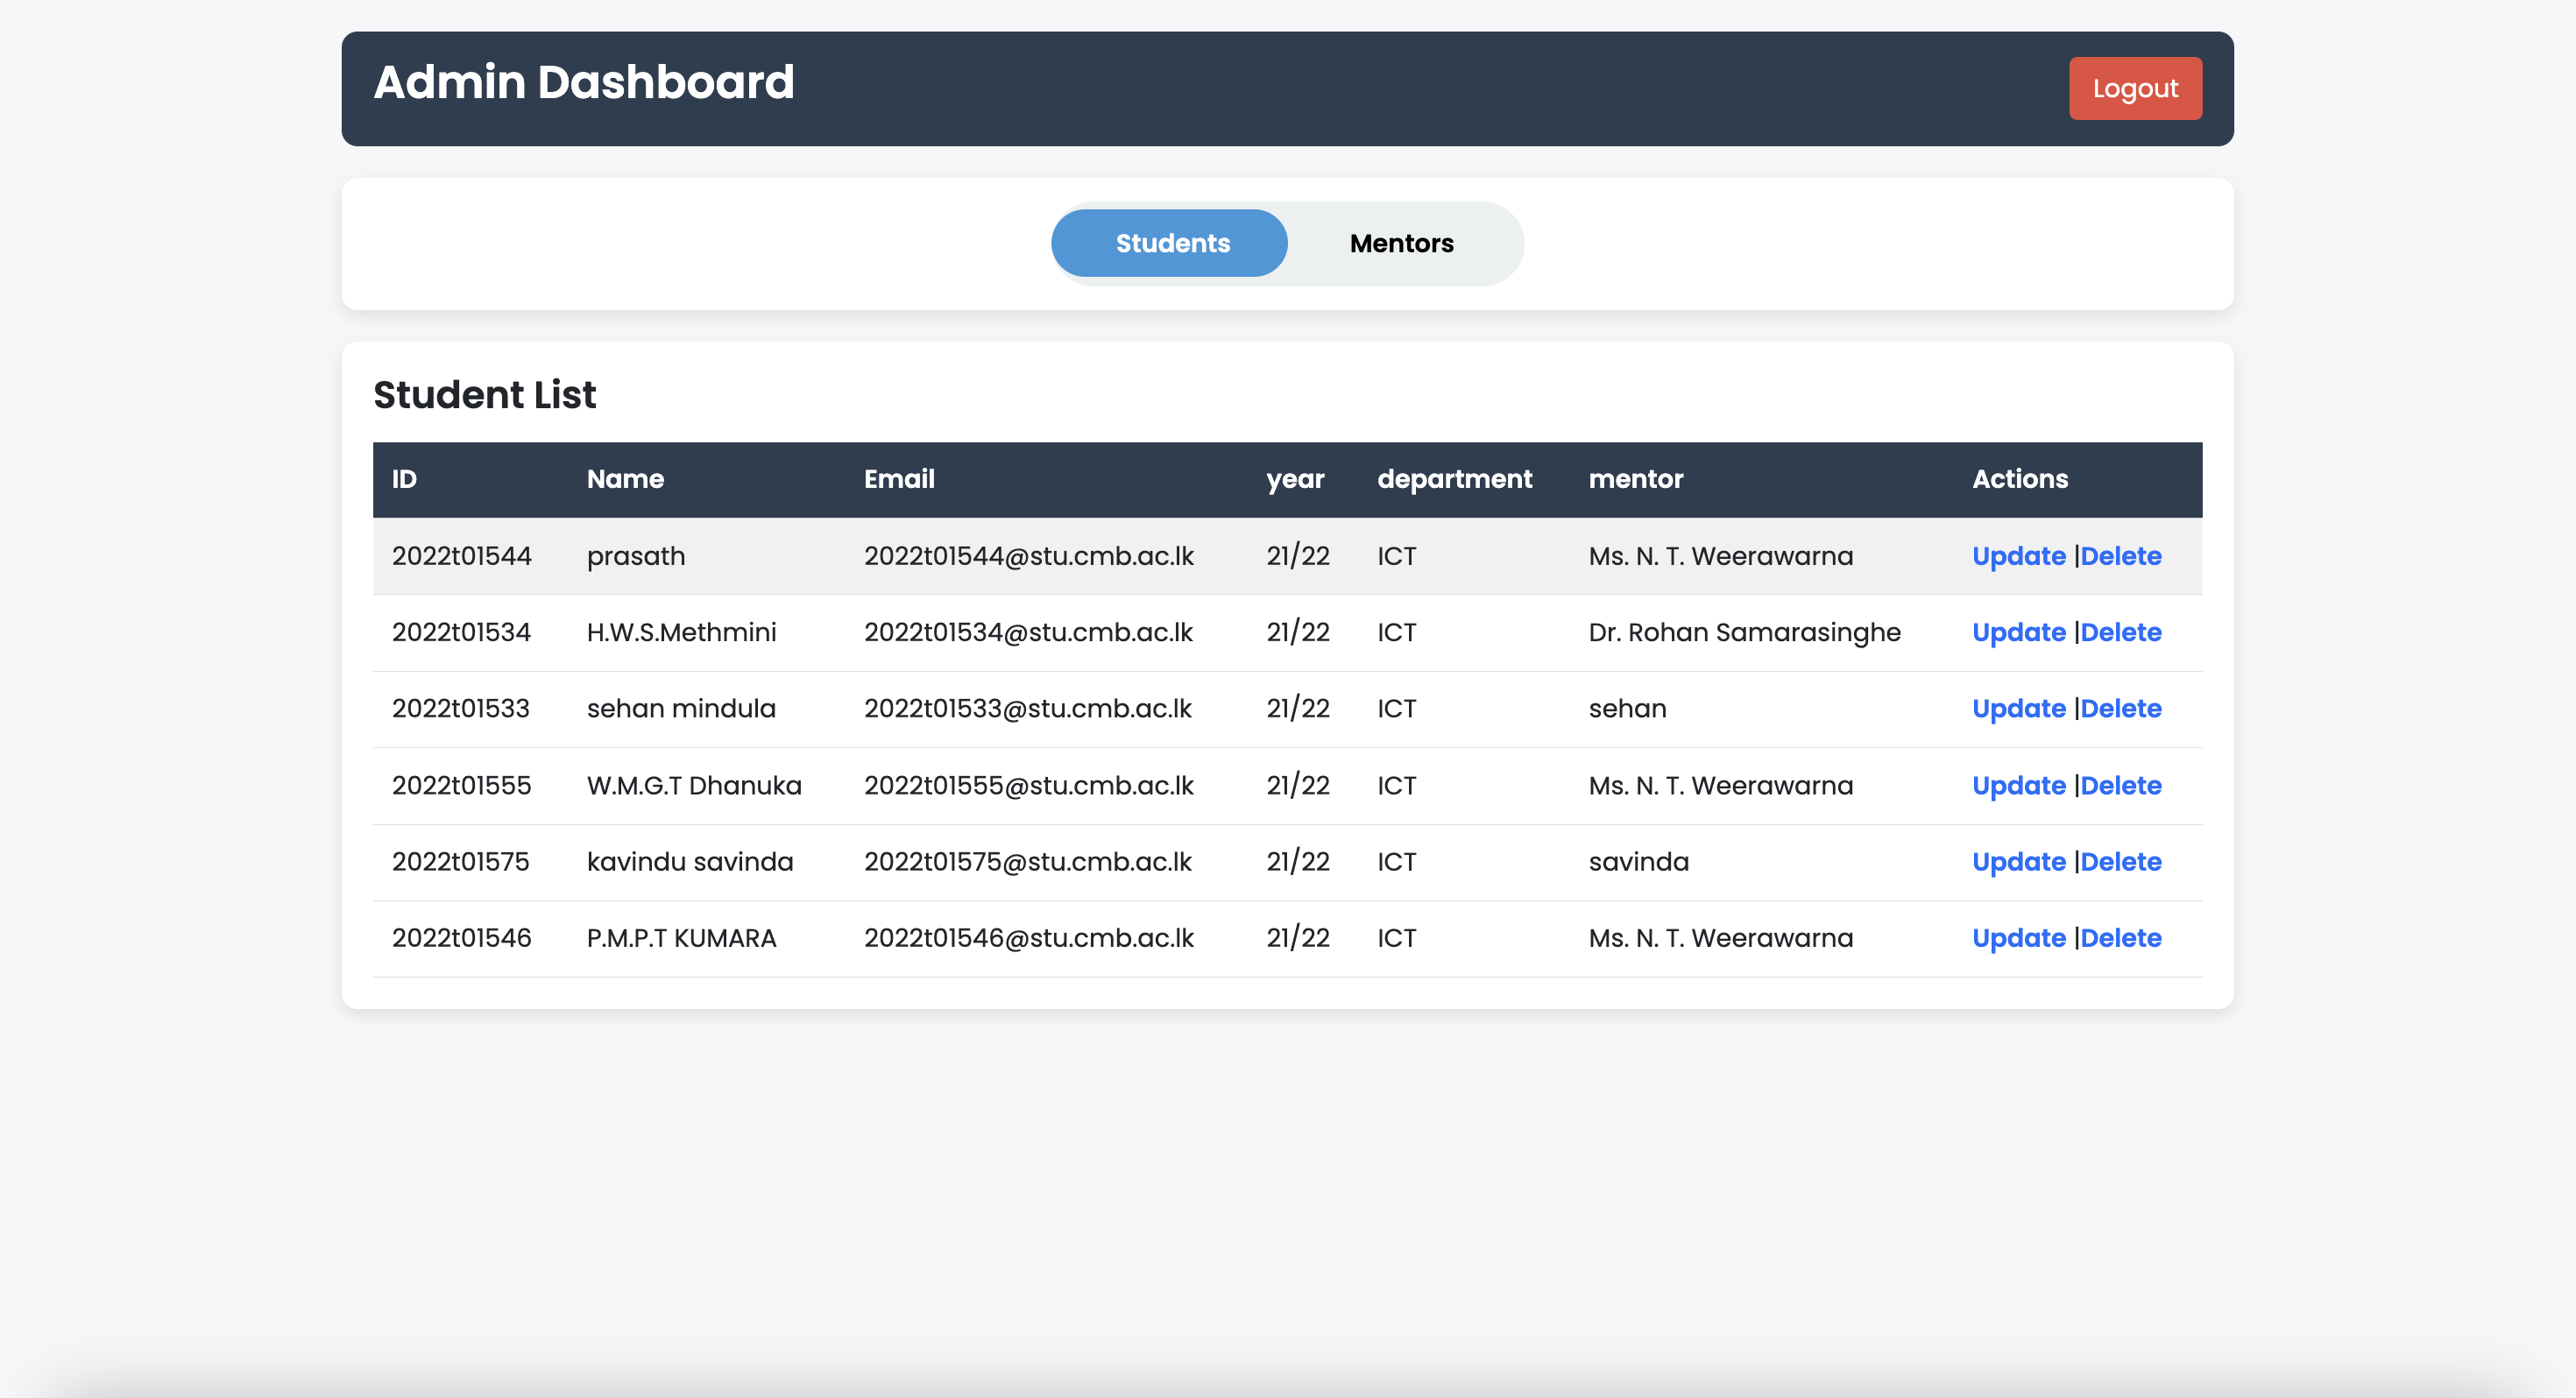 Admin Dashboard Logout
Students Mentors
Student List
ID Name Email year department mentor Actions
2022t01544 prasath 2022t01544@stu.cmb.ac.lk 21/22 ICT Ms. N. T. Weerawarna Update |Delete
2022t01534 H.W.S.Methmini 2022t01534@stu.cmb.ac.lk 21/22 ICT Dr. Rohan Samarasinghe Update |Delete
2022t01533 sehan mindula 2022t01533@stu.cmb.ac.lk 21/22 ICT sehan Update |Delete
2022t01555 W.M.G.T Dhanuka 2022t01555@stu.cmb.ac.lk 21/22 ICT Ms. N. T. Weerawarna Update |Delete
2022t01575 kavindu savinda 2022t01575@stu.cmb.ac.lk 21/22 ICT savinda Update |Delete
2022t01546 P.M.P.T KUMARA 2022t01546@stu.cmb.ac.lk 21/22 ICT Ms. N. T. Weerawarna Update |Delete